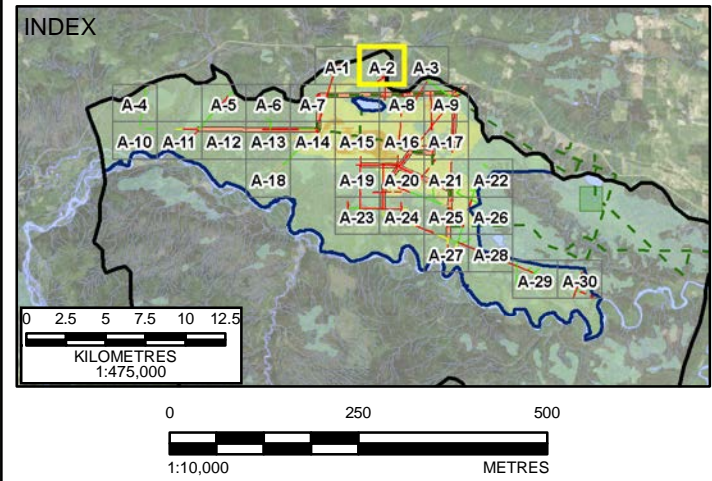 INDEX
A-1 A-2 A-3
A-4 A-5 A-6 A-7 A-8 A-9
A-10 A-11 A-12 A-13 A-14 A-15 A-16 A-17
A-18 A-19 A-20 A-21 A-22
A-23 A-24 A-25 A-26
A-27 A-28
A-29 A-30
0 2.5 5 7.5 10 12.5
KILOMETRES
1:475,000
0 250 500
1:10,000 METRES